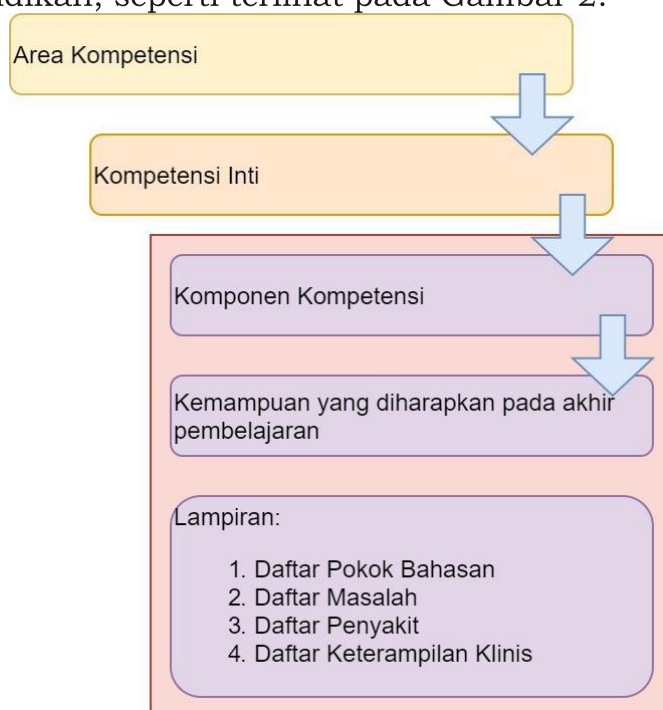 seperti terlihat pada Gambar 2.
Area Kompetensi
Kompetensi Inti
Komponen Kompetensi
Kemampuan yang diharapkan pada akhir
pembelajaran
Lampiran:
1. Daftar Pokok Bahasan
2. Daftar Masalah
3. Daftar Penyakit
4. Daftar Keterampilan Klinis